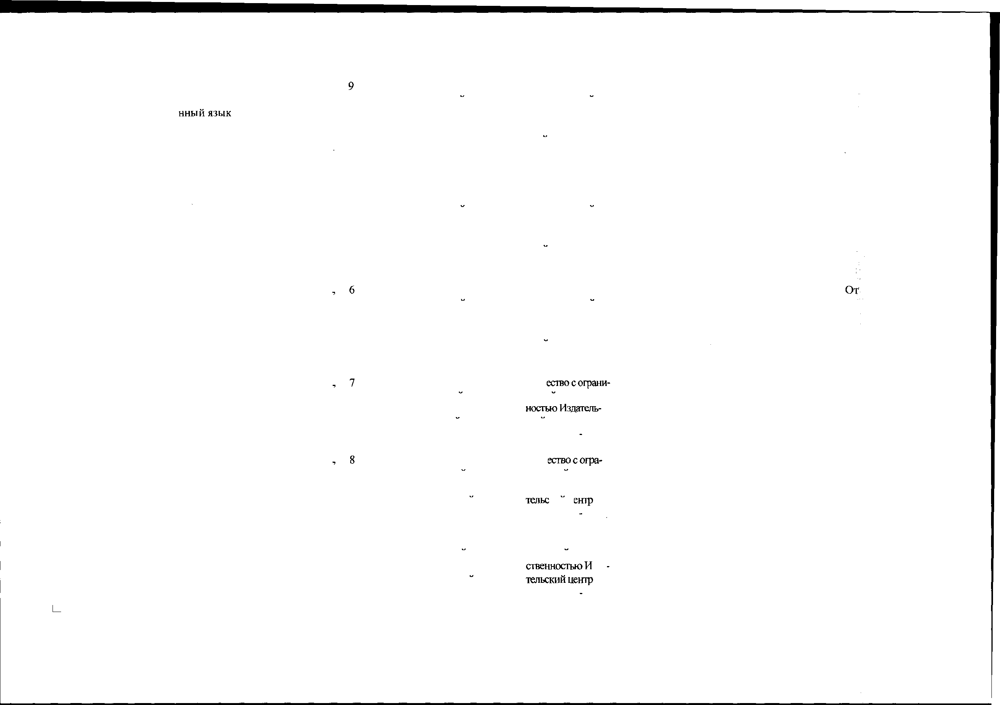 9
нный язык
„ 6
От
„ 7 ество с ограни-
ностью Издатель-
-
„ 8 ество с огра-
тельс й ентр
-
ственностью И -
тельский центр
-